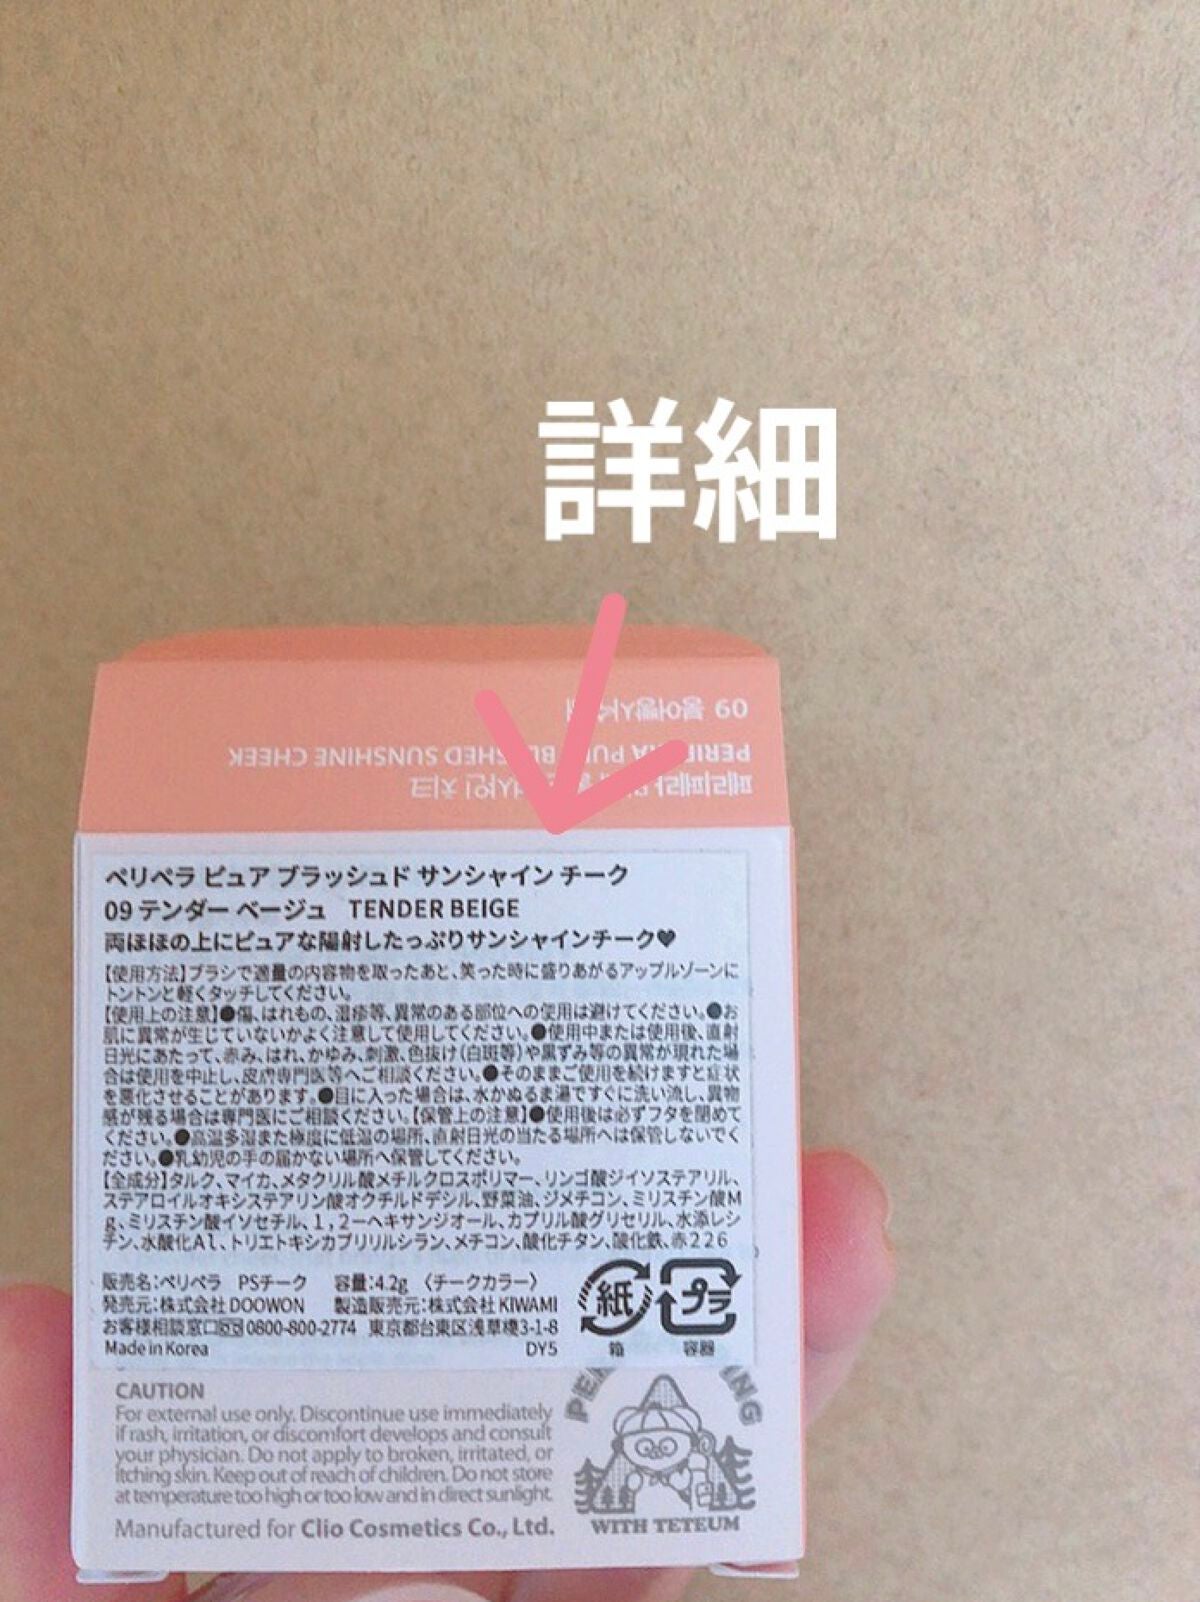 詳細
09 붕어빵사수
PERIPERA PURE BLUSHED SUNSHINE CHEEK
페리페라 맑게 선샤인 치크
ペリペラ ピュア ブラッシュド サンシャイン チーク
09 テンダー ベージュ TENDER BEIGE
両ほほの上にピュアな陽射したっぷりサンシャインチーク♥
【使用方法】ブラシで適量の内容物を取ったあと、笑った時に盛りあがるアップルゾーンに
トントンと軽くタッチしてください。
【使用上の注意】●傷、はれもの、湿疹等、異常のある部位への使用は避けてください。●お
肌に異常が生じていないかよく注意して使用してください。●使用中または使用後、直射
日光にあたって、赤み、はれ、かゆみ、刺激、色抜け(白斑等)や黒ずみ等の異常が現れた場
合は使用を中止し、皮膚専門医等へご相談ください。●そのままご使用を続けますと症状
を悪化させることがあります。●目に入った場合は、水かぬるま湯ですぐに洗い流し、異物
感が残る場合は専門医にご相談ください。【保管上の注意】●使用後は必ずフタを閉めて
ください。●高温多湿また極度に低温の場所、直射日光の当たる場所へは保管しないでく
ださい。●乳幼児の手の届かない場所へ保管してください。
【全成分】タルク、マイカ、メタクリル酸メチルクロスポリマー、リンゴ酸ジイソステアリル、
ステアロイルオキシステアリン酸オクチルドデシル、野菜油、ジメチコン、ミリスチン酸M
g、ミリスチン酸イソセチル、1,2-ヘキサンジオール、カプリル酸グリセリル、水添レシ
チン、水酸化Al、トリエトキシカプリリルシラン、メチコン、酸化チタン、酸化鉄、赤226
販売名:ペリペラ PSチーク 容量:4.2g 〈チークカラー〉
発売元:株式会社DOOWON 製造販売元:株式会社KIWAMI
お客様相談窓口 0800-800-2774 東京都台東区浅草橋3-1-8
Made in Korea DY5
紙 プラ
箱 容器
CAUTION
For external use only. Discontinue use immediately
if rash, irritation, or discomfort develops and consult
your physician. Do not apply to broken, irritated, or
itching skin. Keep out of reach of children. Do not store
at temperature too high or too low and in direct sunlight.
Manufactured for Clio Cosmetics Co., Ltd.
WITH TETEUM